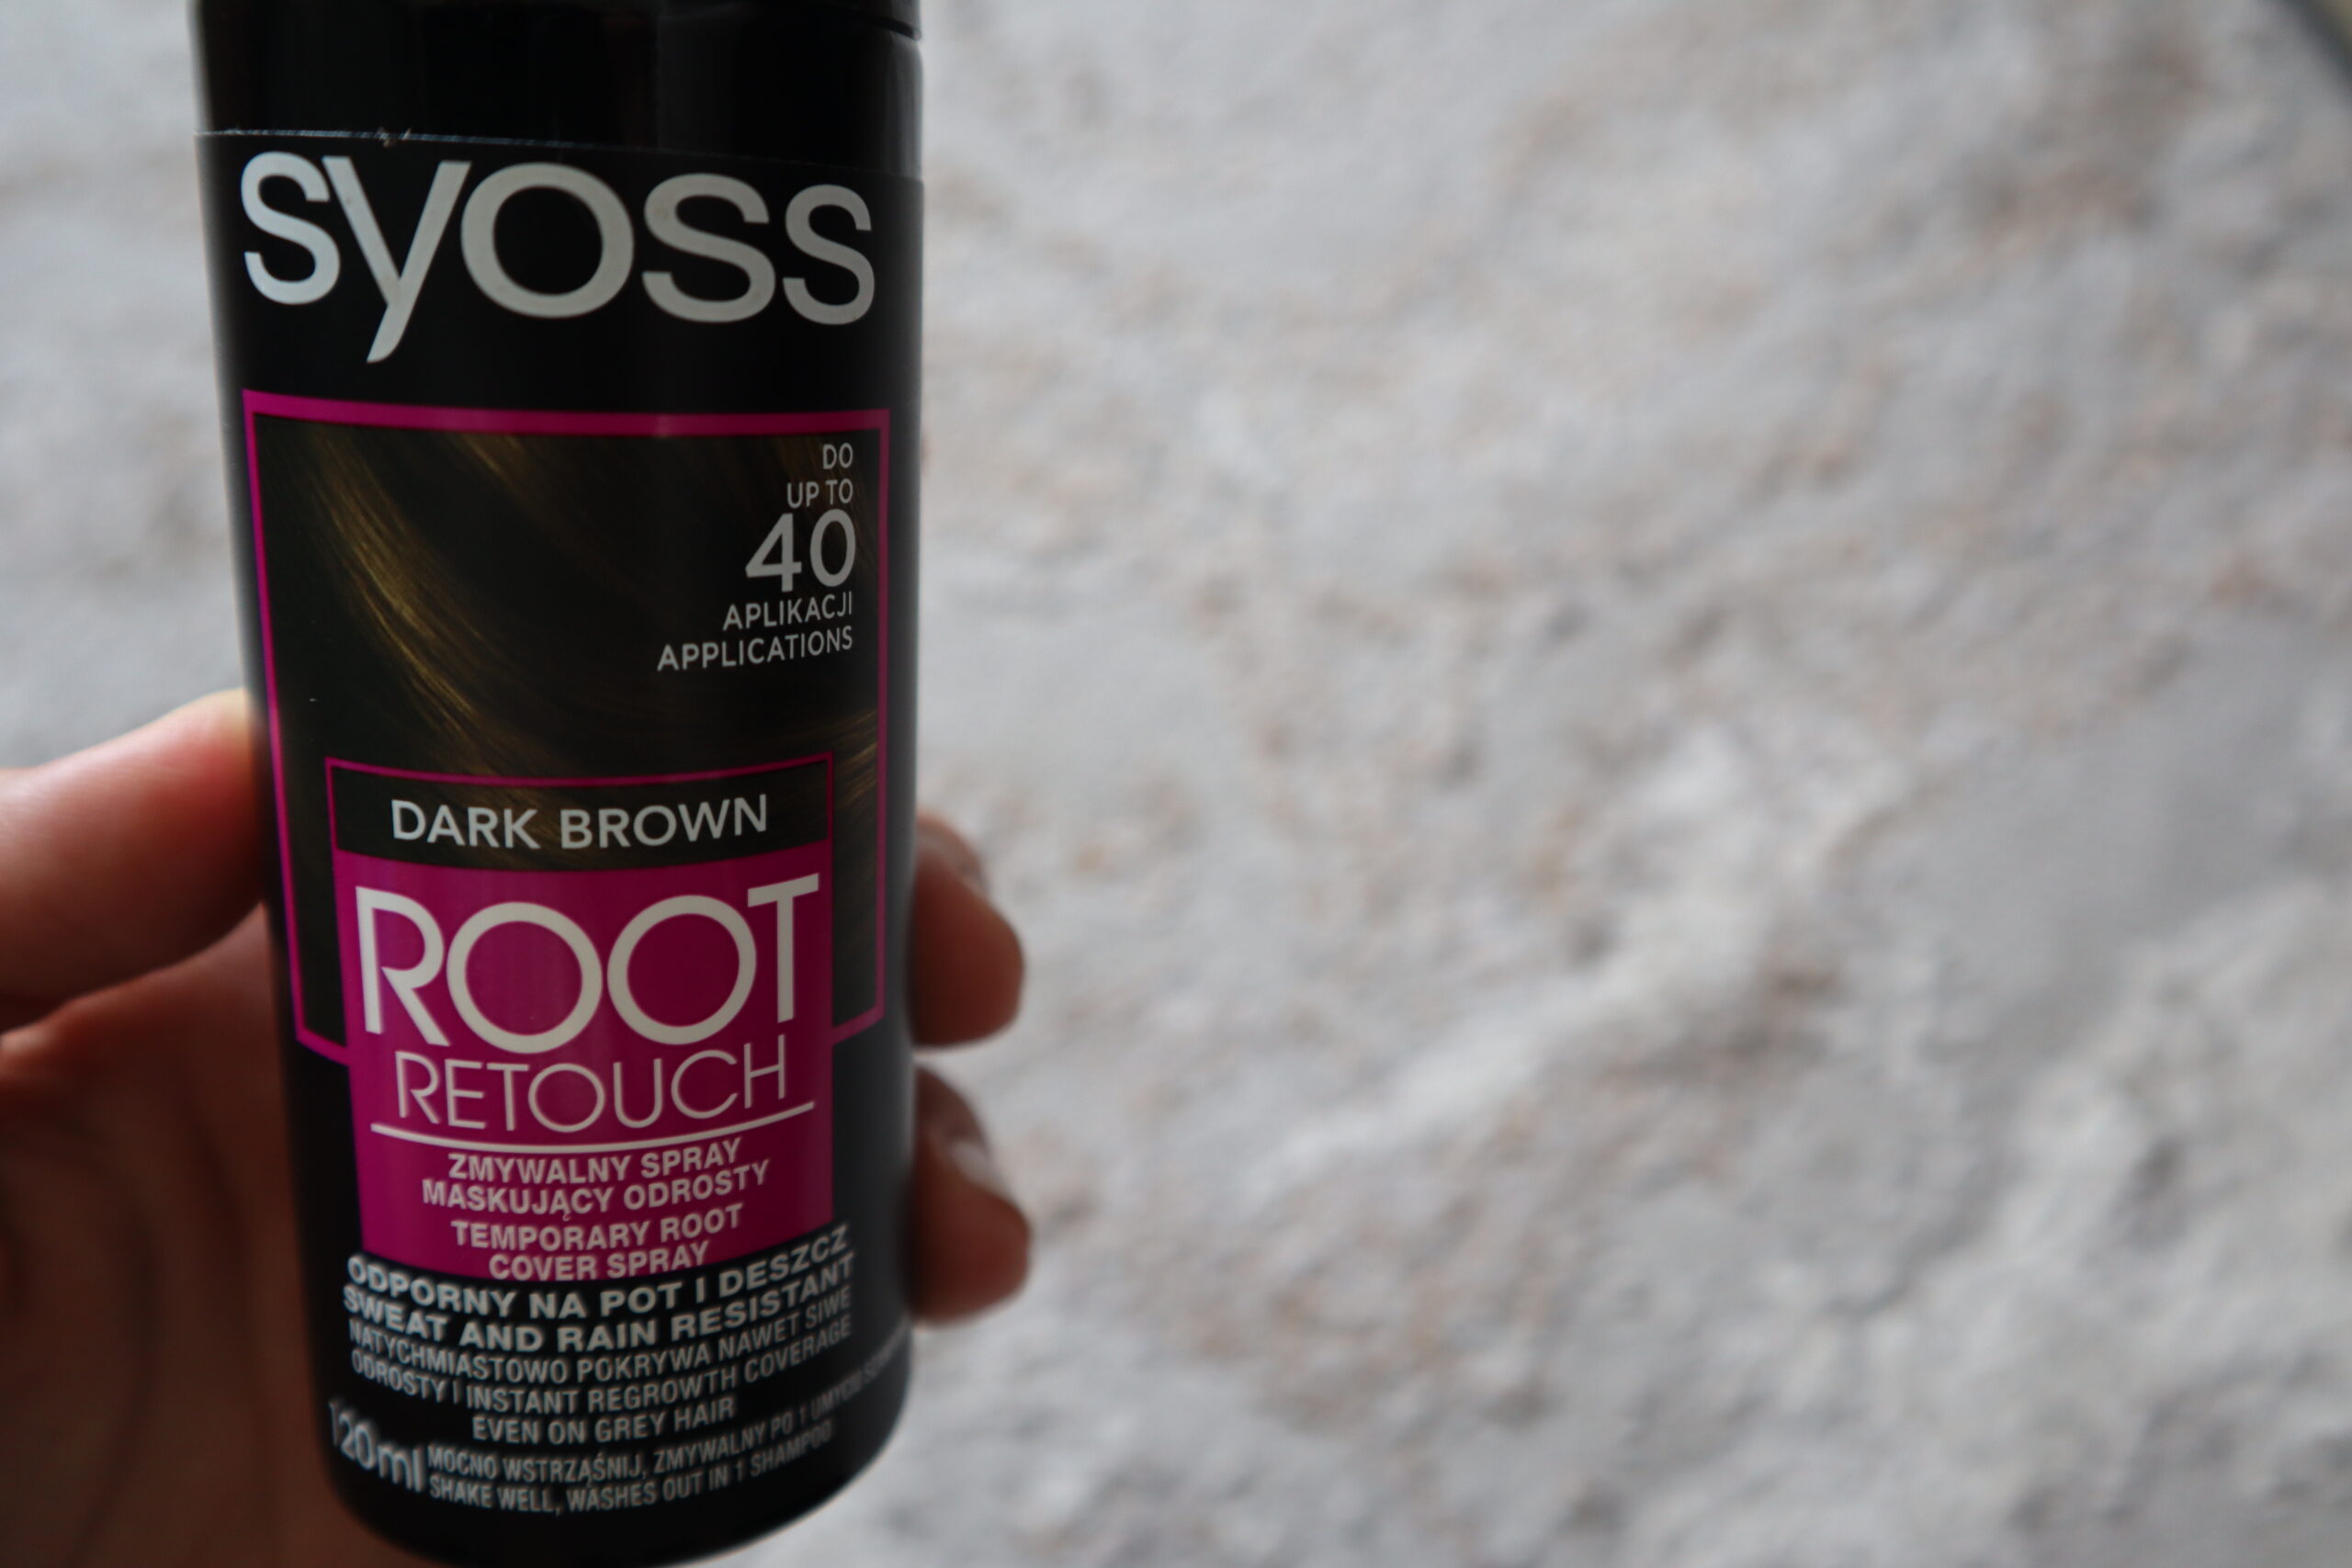 syoss
DO
UP TO
40
APLIKACJI
APPLICATIONS
DARK BROWN
ROOT
RETOUCH
ZMYWALNY SPRAY
MASKUJĄCY ODROSTY
TEMPORARY ROOT
COVER SPRAY
ODPORNY NA POT I DESZCZ
SWEAT AND RAIN RESISTANT
NATYCHMIASTOWO POKRYWA NAWET SIWE
ODROSTY | INSTANT REGROWTH COVERAGE
EVEN ON GREY HAIR
120ml
MOCNO WSTRZĄŚNIJ, ZMYWALNY PO 1 UMYCIU
SHAKE WELL, WASHES OUT IN 1 SHAMPOO